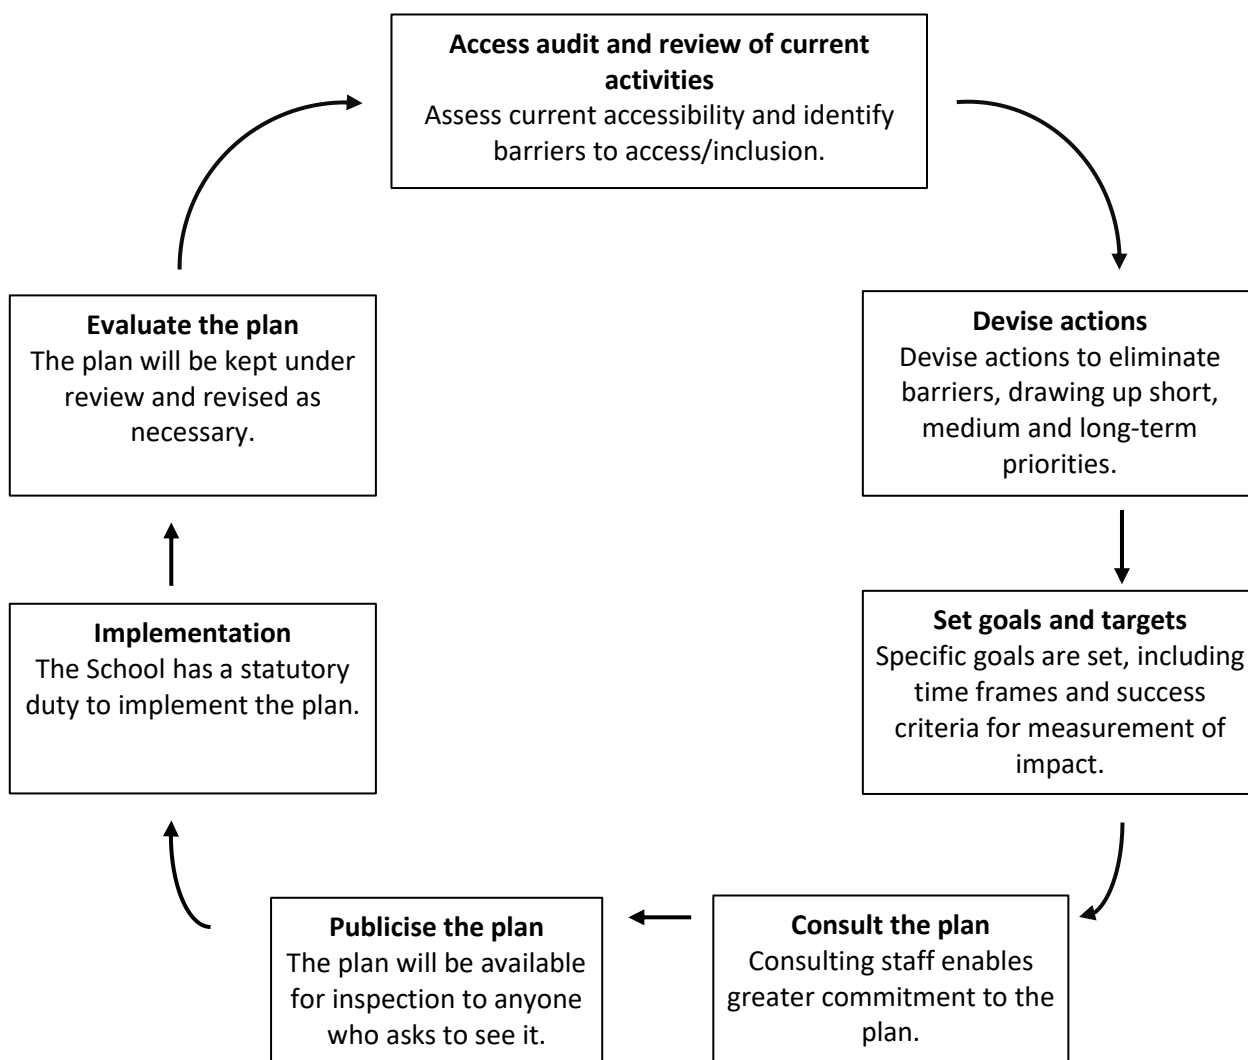 Access audit and review of current
activities
Assess current accessibility and identify
barriers to access/inclusion.
Devise actions
Devise actions to eliminate
barriers, drawing up short,
medium and long-term
priorities.
Set goals and targets
Specific goals are set, including
time frames and success
criteria for measurement of
impact.
Consult the plan
Consulting staff enables
greater commitment to the
plan.
Publicise the plan
The plan will be available
for inspection to anyone
who asks to see it.
Implementation
The School has a statutory
duty to implement the plan.
Evaluate the plan
The plan will be kept under
review and revised as
necessary.